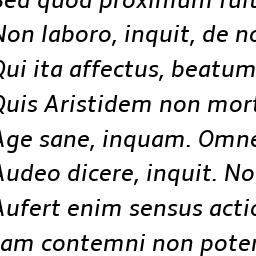 Sed quod proximum fuit
Non laboro, inquit, de no
Qui ita affectus, beatum
Quis Aristidem non mort
Age sane, inquam. Omne
Audeo dicere, inquit. No
Aufert enim sensus actio
am contemni non poter